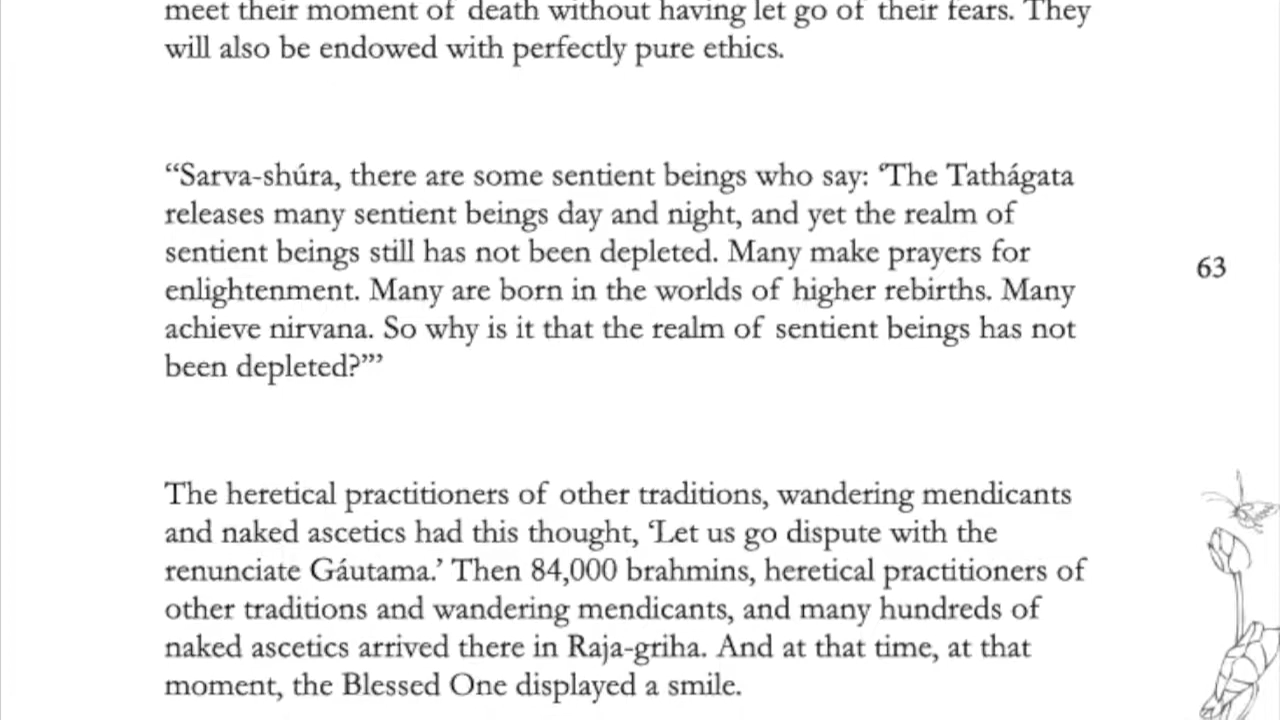 meet their moment of death without having let go of their fears. They
will also be endowed with perfectly pure ethics.
“Sarva-shúra, there are some sentient beings who say: ‘The Tathágata
releases many sentient beings day and night, and yet the realm of
sentient beings still has not been depleted. Many make prayers for
enlightenment. Many are born in the worlds of higher rebirths. Many
achieve nirvana. So why is it that the realm of sentient beings has not
been depleted?’”
63
The heretical practitioners of other traditions, wandering mendicants
and naked ascetics had this thought, ‘Let us go dispute with the
renunciate Gáutama.’ Then 84,000 brahmins, heretical practitioners of
other traditions and wandering mendicants, and many hundreds of
naked ascetics arrived there in Raja-griha. And at that time, at that
moment, the Blessed One displayed a smile.